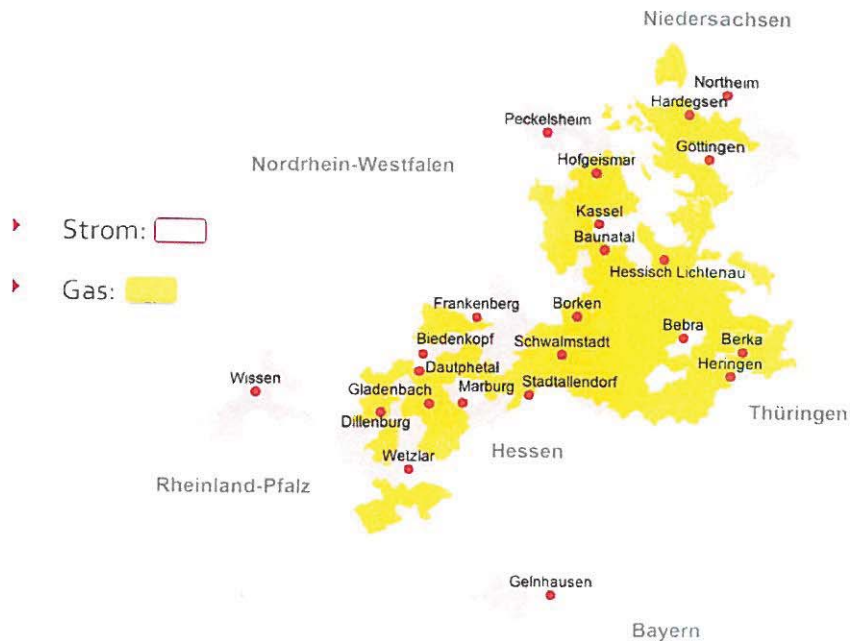 Niedersachsen
Northeim
Hardegsen
Peckelsheim
Göttingen
Nordrhein-Westfalen
Hofgeismar
Kassel
Strom:
Baunatal
Hessisch Lichtenau
Gas:
Frankenberg
Borken
Biedenkopf
Schwalmstadt
Bebra
Berka
Dautphetal
Heringen
Wissen
Gladenbach
Marburg
Stadtallendorf
Dillenburg
Thüringen
Wetzlar
Hessen
Rheinland-Pfalz
Gelnhausen
Bayern